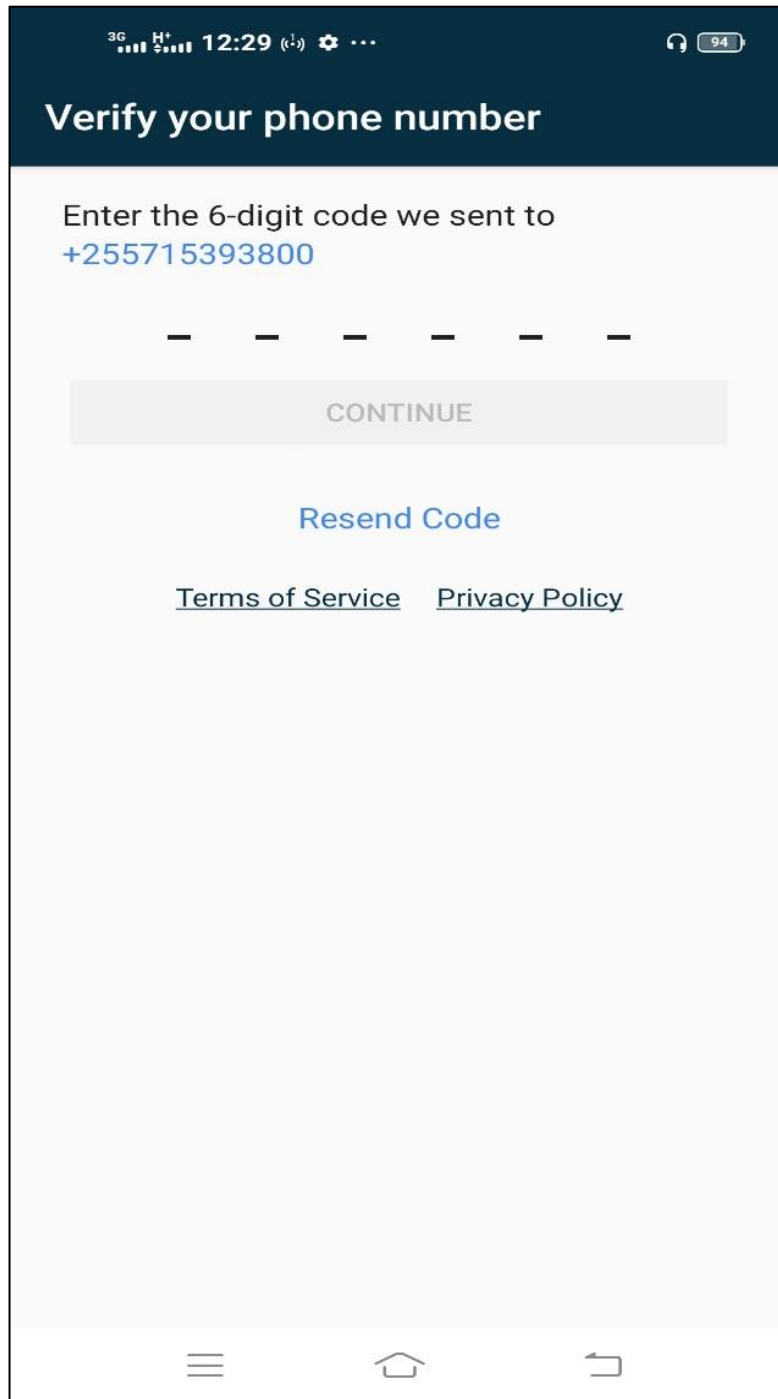 3G H+ 12:29 ... 94
Verify your phone number
Enter the 6-digit code we sent to
+255715393800
CONTINUE
Resend Code
Terms of Service Privacy Policy